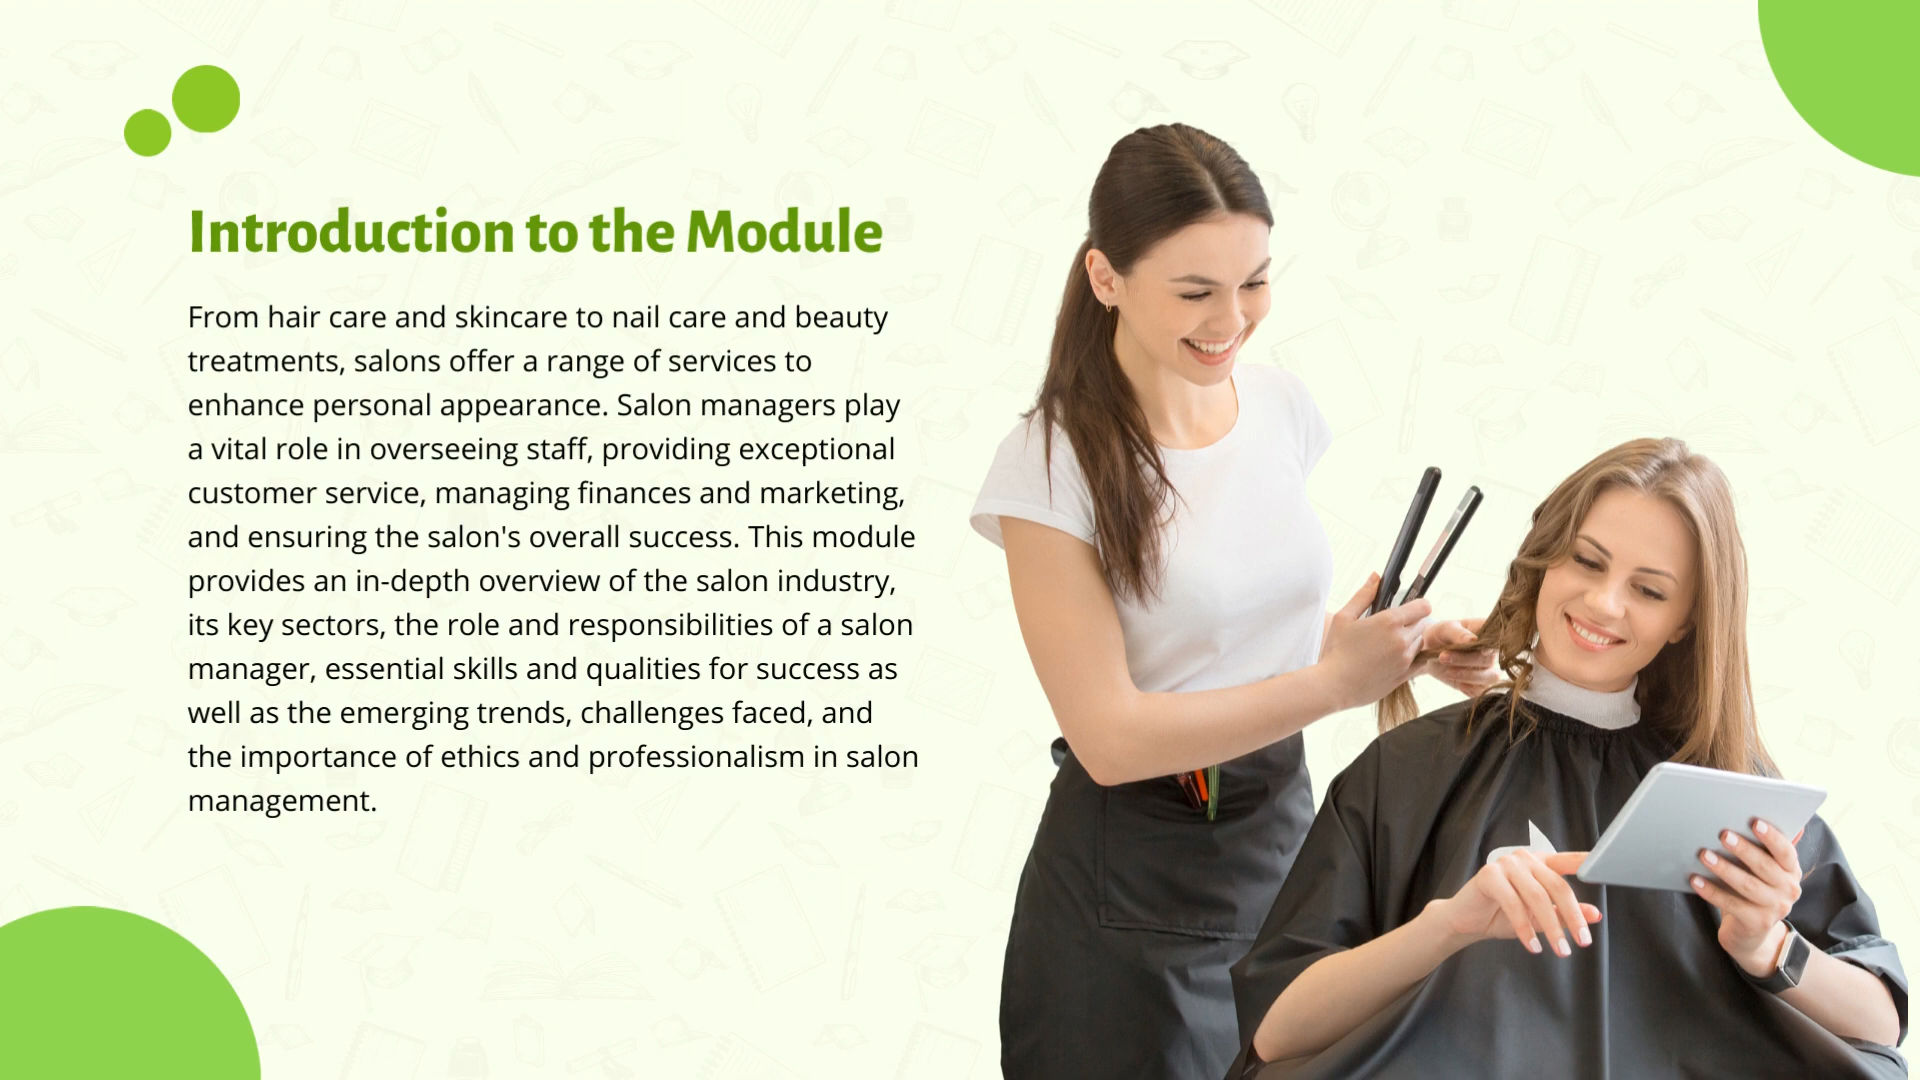 Introduction to the Module
From hair care and skincare to nail care and beauty
treatments, salons offer a range of services to
enhance personal appearance. Salon managers play
a vital role in overseeing staff, providing exceptional
customer service, managing finances and marketing,
and ensuring the salon's overall success. This module
provides an in-depth overview of the salon industry,
its key sectors, the role and responsibilities of a salon
manager, essential skills and qualities for success as
well as the emerging trends, challenges faced, and
the importance of ethics and professionalism in salon
management.